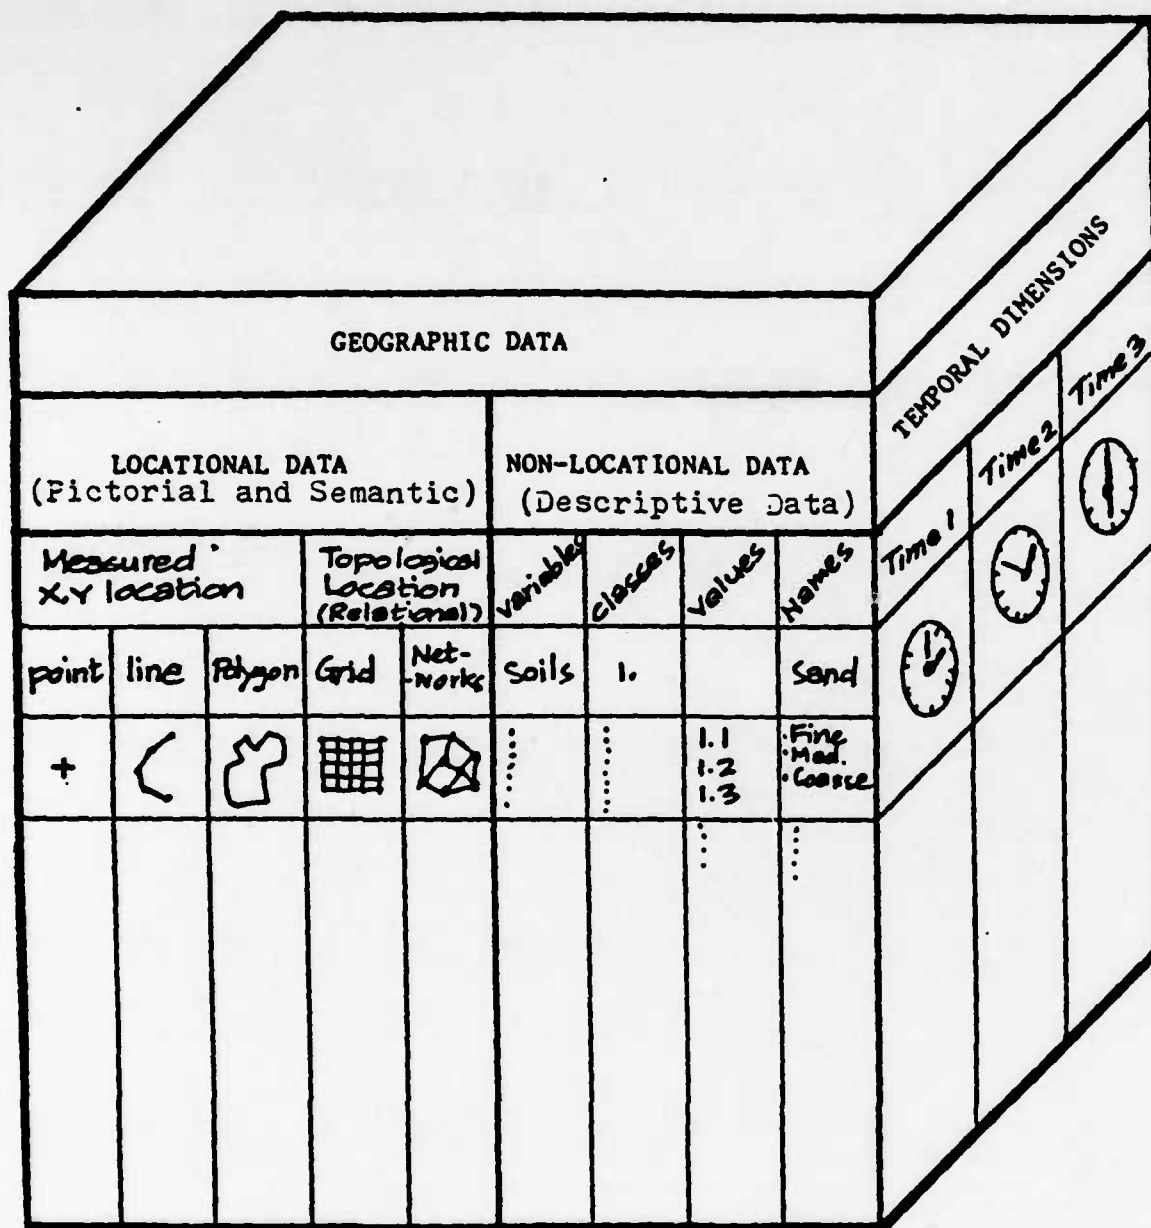 GEOGRAPHIC DATA
TEMPORAL DIMENSIONS
LOCATIONAL DATA
(Pictorial and Semantic)
NON-LOCATIONAL DATA
(Descriptive Data)
Time 1
Time 2
Time 3
Measured
X,Y location
Topological
Location
(Relational)
variables
classes
values
Names
point
line
Polygon
Grid
Net-
-works
Soils
1.
Sand
+
1.1
1.2
1.3
·Fine
·Med.
·Coarse